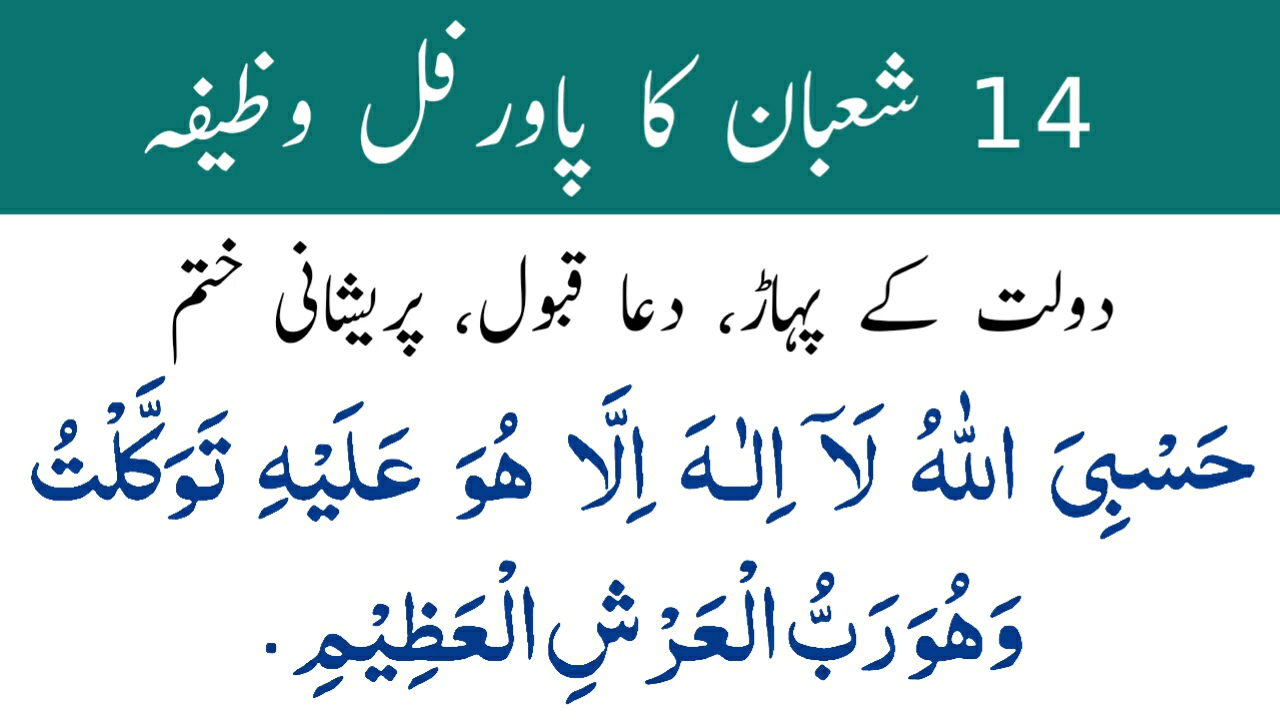 14 شعبان کا پاورفل وظیفہ
دولت کے پہاڑ، دعا قبول، پریشانی ختم
حَسْبِیَ اللّٰهُ لَآ اِلٰـهَ اِلَّا هُوَ عَلَیْهِ تَوَکَّلْتُ
وَهُوَ رَبُّ الْعَرْشِ الْعَظِیْمِ.